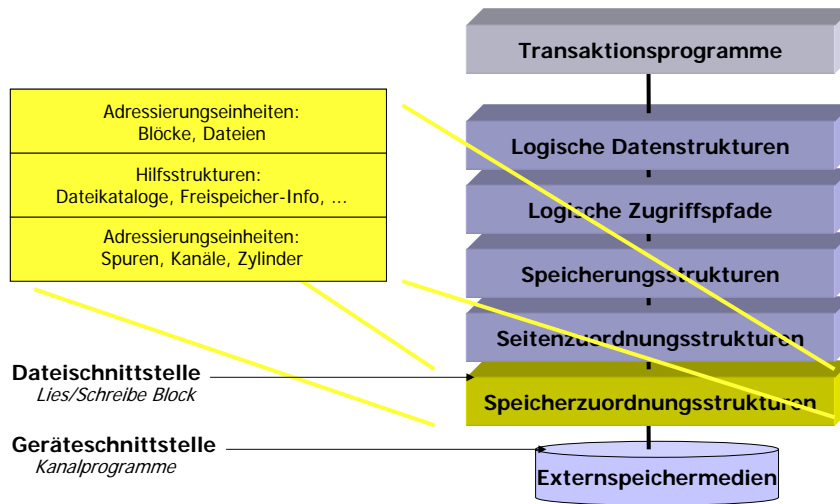 Transaktionsprogramme
Adressierungseinheiten:
Blöcke, Dateien
Hilfsstrukturen:
Dateikataloge, Freispeicher-Info, ...
Adressierungseinheiten:
Spuren, Kanäle, Zylinder
Logische Datenstrukturen
Logische Zugriffspfade
Speicherungsstrukturen
Seitenzuordnungsstrukturen
Dateischnittstelle
Lies/Schreibe Block
Speicherzuordnungsstrukturen
Geräteschnittstelle
Kanalprogramme
Externspeichermedien